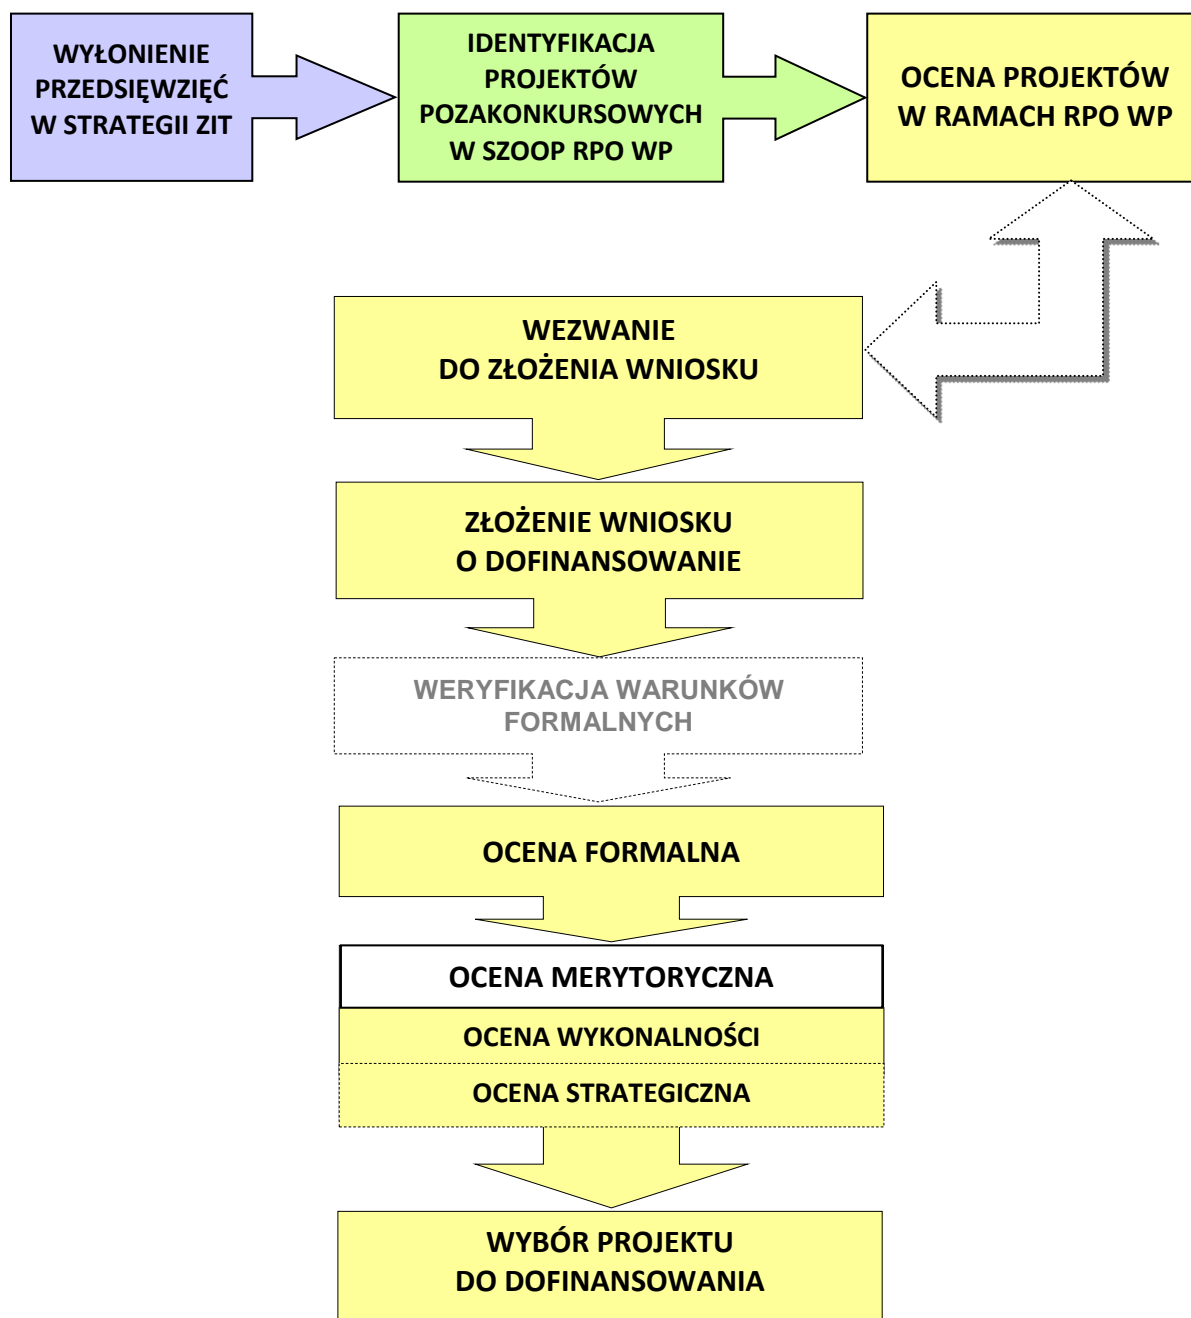 WYŁONIENIE
PRZEDSIĘWZIĘĆ
W STRATEGII ZIT
IDENTYFIKACJA
PROJEKTÓW
POZAKONKURSOWYCH
W SZOOP RPO WP
OCENA PROJEKTÓW
W RAMACH RPO WP
WEZWANIE
DO ZŁOŻENIA WNIOSKU
ZŁOŻENIE WNIOSKU
O DOFINANSOWANIE
WERYFIKACJA WARUNKÓW
FORMALNYCH
OCENA FORMALNA
OCENA MERYTORYCZNA
OCENA WYKONALNOŚCI
OCENA STRATEGICZNA
WYBÓR PROJEKTU
DO DOFINANSOWANIA